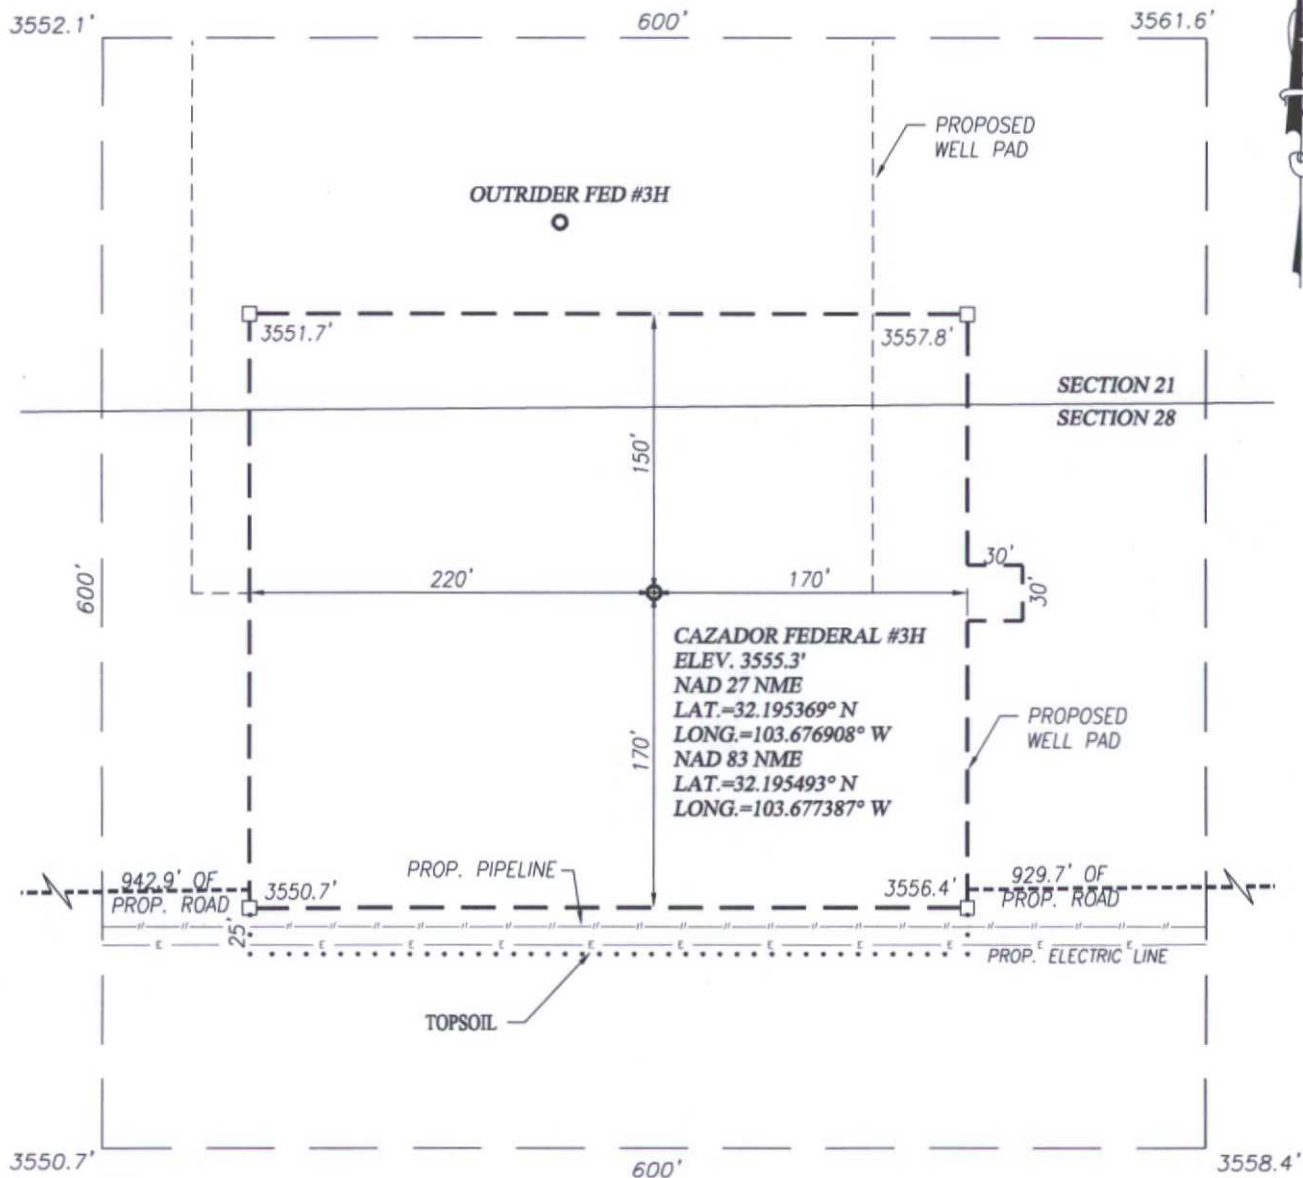 3552.1'
600'
3561.6'
PROPOSED
WELL PAD
OUTRIDER FED #3H
3551.7'
3557.8'
SECTION 21
SECTION 28
150'
600'
220'
170'
30'
30'
CAZADOR FEDERAL #3H
ELEV. 3555.3'
NAD 27 NME
LAT.=32.195369° N
LONG.=103.676908° W
NAD 83 NME
LAT.=32.195493° N
LONG.=103.677387° W
170'
PROPOSED
WELL PAD
PROP. PIPELINE
942.9' OF
PROP. ROAD
3550.7'
3556.4'
929.7' OF
PROP. ROAD
25'
E E E E E E E E E E E
PROP. ELECTRIC LINE
TOPSOIL
3550.7'
600'
3558.4'